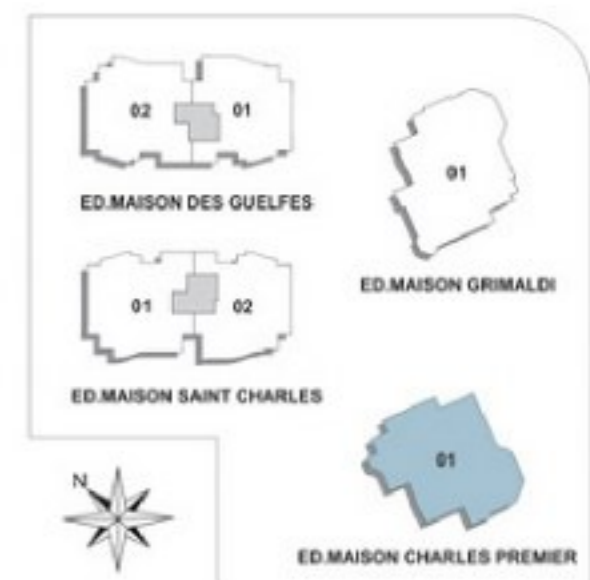 02 01
ED.MAISON DES GUELFES
01
ED.MAISON GRIMALDI
01 02
ED.MAISON SAINT CHARLES
01
ED.MAISON CHARLES PREMIER
N